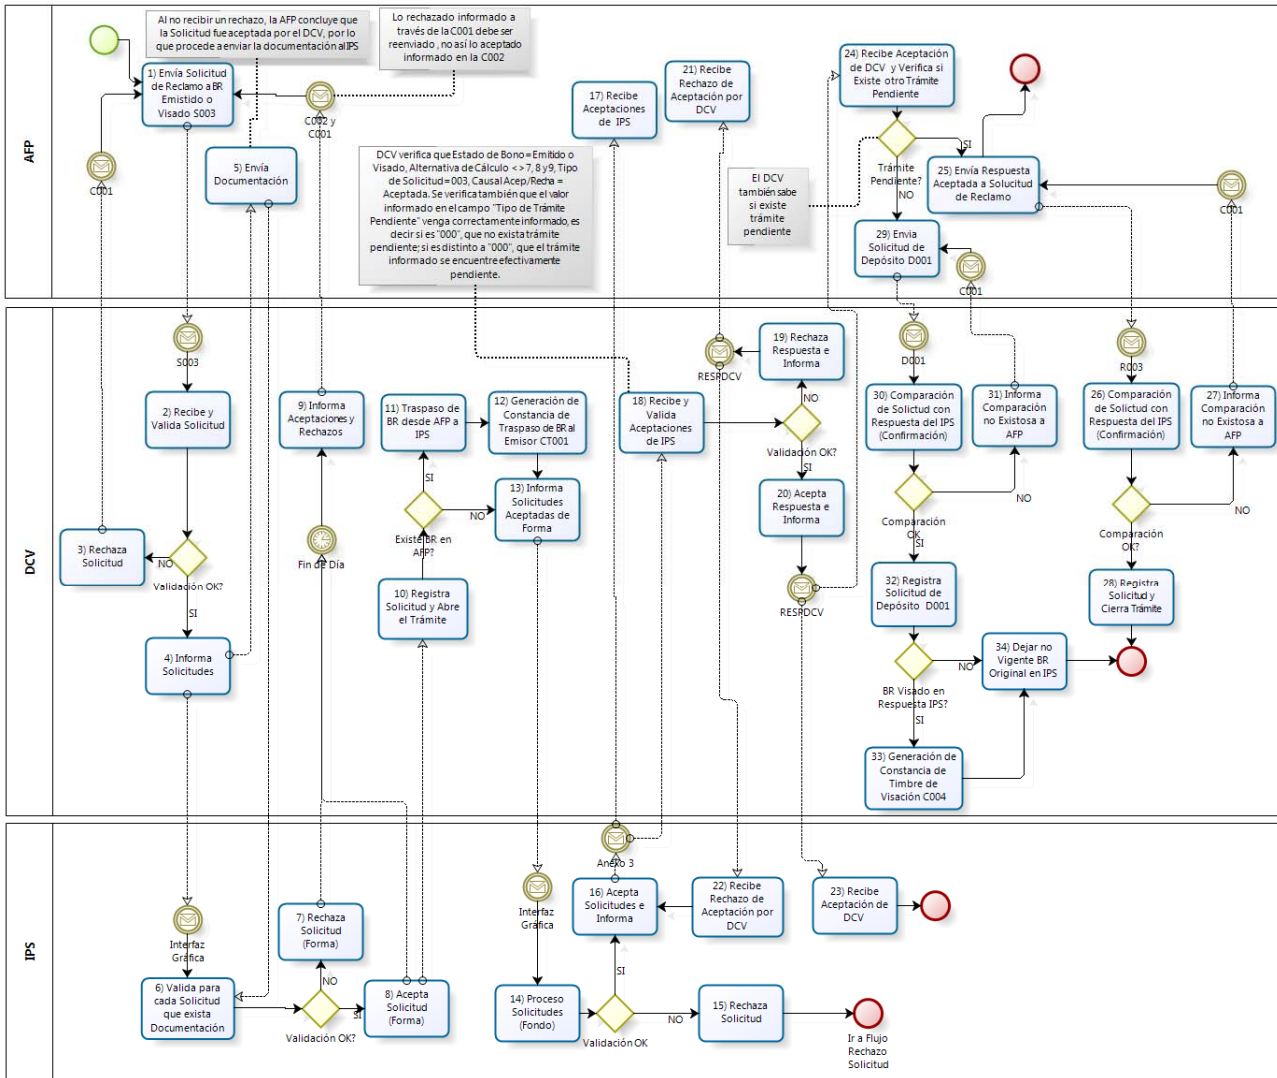 AFP
Al no recibir un rechazo, la AFP concluye que
la Solicitud fue aceptada por el DCV, por lo
que procede a enviar la documentación al IPS
Lo rechazado informado a
través de la C001 debe ser
reenviado , no así lo aceptado
informado en la C002
1) Envía Solicitud
de Reclamo a BR
Emistido o
Visado S003
C001
C002 y
C001
5) Envía
Documentación
DCV verifica que Estado de Bono= Emitido o
Visado, Alternativa de Cálculo <> 7, 8 y 9, Tipo
de Solicitud= 003, Causal Acep/Recha =
Aceptada. Se verifica también que el valor
informado en el campo "Tipo de Trámite
Pendiente" venga correctamente informado, es
decir si es "000", que no exista trámite
pendiente; si es distinto a "000", que el trámite
informado se encuentre efectivamente
pendiente.
17) Recibe
Aceptaciones
de IPS
21) Recibe
Rechazo de
Aceptación por
DCV
24) Recibe Aceptación
de DCV y Verifica si
Existe otro Trámite
Pendiente
Trámite
Pendiente?
SI
NO
El DCV
también sabe
si existe
trámite
pendiente
25) Envía Respuesta
Aceptada a Solucitud
de Reclamo
C001
29) Envia
Solicitud de
Depósito D001
C001
DCV
S003
2) Recibe y
Valida Solicitud
3) Rechaza
Solicitud
NO
Validación OK?
SI
4) Informa
Solicitudes
9) Informa
Aceptaciones y
Rechazos
Fin de Día
11) Traspaso de
BR desde AFP a
IPS
SI
Existe BR en
AFP?
NO
10) Registra
Solicitud y Abre
el Trámite
12) Generación de
Constancia de
Traspaso de BR al
Emisor CT001
13) Informa
Solicitudes
Aceptadas de
Forma
18) Recibe y
Valida
Aceptaciones
de IPS
RESPDCV
19) Rechaza
Respuesta e
Informa
NO
Validación OK?
SI
20) Acepta
Respuesta e
Informa
RESPDCV
D001
30) Comparación
de Solictud con
Respuesta del IPS
(Confirmación)
31) Informa
Comparación
no Existosa a
AFP
NO
Comparación
OK
SI
32) Registra
Solicitud de
Depósito D001
BR Visado en
Respuesta IPS?
NO
SI
33) Generación de
Constancia de
Timbre de
Visación C004
34) Dejar no
Vigente BR
Original en IPS
R003
26) Comparación
de Solictud con
Respuesta del IPS
(Confirmación)
27) Informa
Comparación
no Existosa a
AFP
NO
Comparación
OK?
28) Registra
Solicitud y
Cierra Trámite
IPS
Interfaz
Gráfica
6) Valida para
cada Solicitud
que exista
Documentación
7) Rechaza
Solicitud
(Forma)
NO
SI
Validación OK?
8) Acepta
Solicitud
(Forma)
Interfaz
Gráfica
14) Proceso
Solicitudes
(Fondo)
Anexo 3
16) Acepta
Solicitudes e
Informa
SI
NO
Validación OK
22) Recibe
Rechazo de
Aceptación por
DCV
15) Rechaza
Solicitud
23) Recibe
Aceptación de
DCV
Ir a Flujo
Rechazo
Solicitud